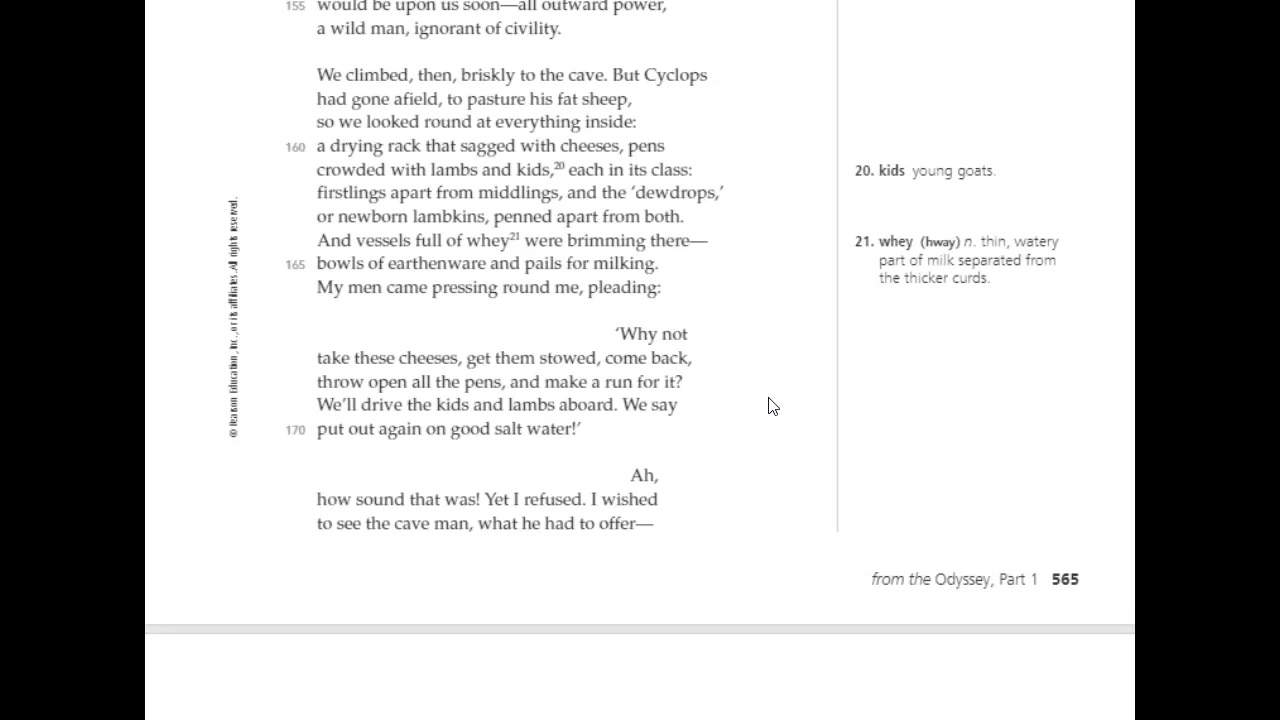 155 would be upon us soon—all outward power,
a wild man, ignorant of civility.
We climbed, then, briskly to the cave. But Cyclops
had gone afield, to pasture his fat sheep,
so we looked round at everything inside:
160 a drying rack that sagged with cheeses, pens
crowded with lambs and kids,20 each in its class:
firstlings apart from middlings, and the ‘dewdrops,’
or newborn lambkins, penned apart from both.
And vessels full of whey21 were brimming there—
165 bowls of earthenware and pails for milking.
My men came pressing round me, pleading:
‘Why not
take these cheeses, get them stowed, come back,
throw open all the pens, and make a run for it?
We’ll drive the kids and lambs aboard. We say
170 put out again on good salt water!’
Ah,
how sound that was! Yet I refused. I wished
to see the cave man, what he had to offer—
20. kids young goats.
21. whey (hway) n. thin, watery
part of milk separated from
the thicker curds.
© Pearson Education, Inc., or its affiliates. All rights reserved.
from the Odyssey, Part 1 565